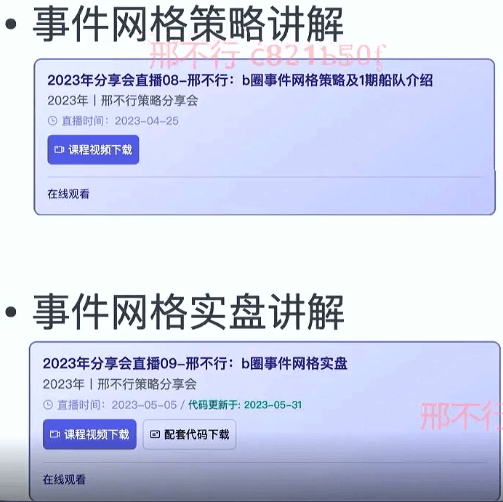 • 事件网格策略讲解
邢不行 c821b50f
2023年分享会直播08-邢不行：b圈事件网格策略及1期船队介绍
2023年 | 邢不行策略分享会
直播时间：2023-04-25
课程视频下载
在线观看
• 事件网格实盘讲解
2023年分享会直播09-邢不行：b圈事件网格实盘
2023年 | 邢不行策略分享会
直播时间：2023-05-05 / 代码更新于: 2023-05-31
邢不行
课程视频下载 配套代码下载
在线观看